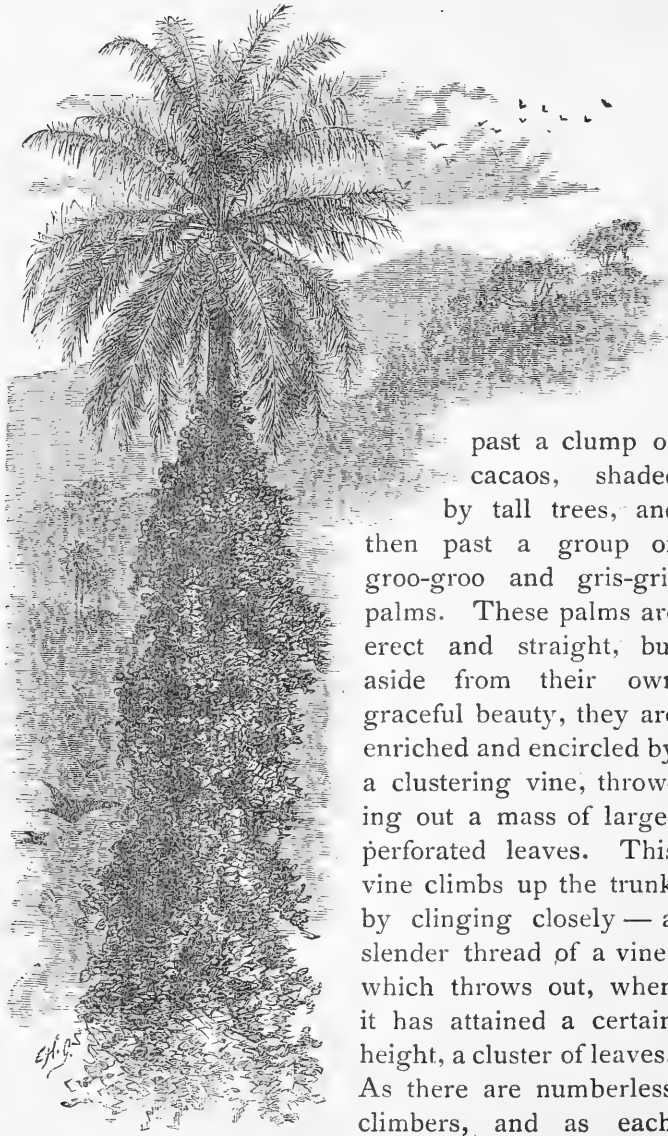 past a clump o
cacaos, shade
by tall trees, an
then past a group o
groo-groo and gris-gri
palms. These palms ar
erect and straight, bu
aside from their own
graceful beauty, they are
enriched and encircled by
a clustering vine, throw-
ing out a mass of large
perforated leaves. This
vine climbs up the trunk
by clinging closely — a
slender thread of a vine
which throws out, when
it has attained a certain
height, a cluster of leaves.
As there are numberless
climbers, and as each